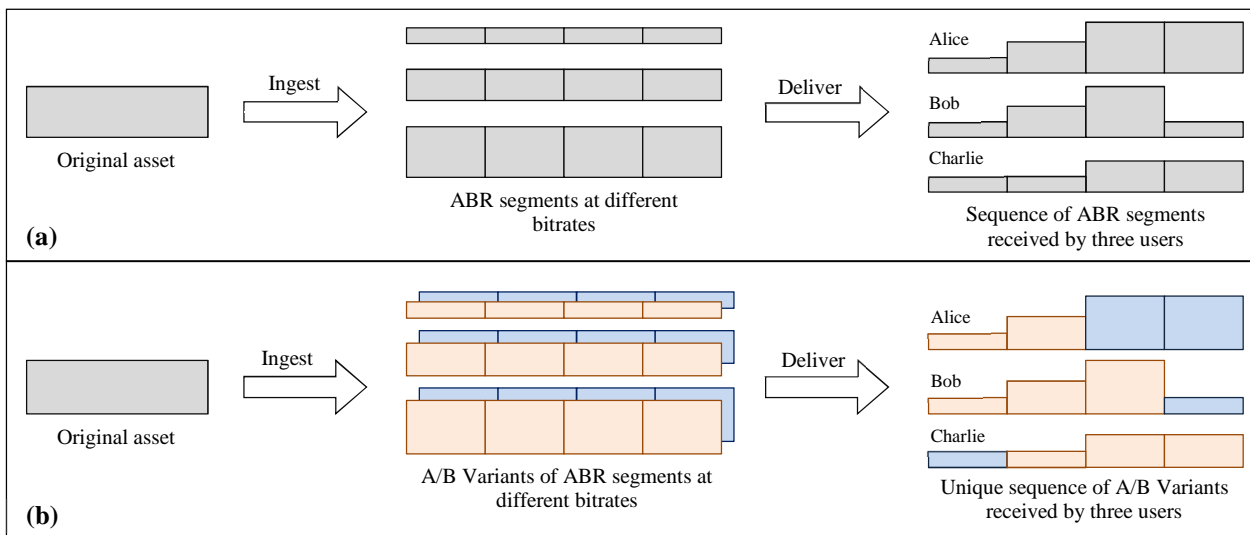 Original asset
Ingest
ABR segments at different
bitrates
Deliver
Alice
Bob
Charlie
Sequence of ABR segments
received by three users
(a)
Original asset
Ingest
A/B Variants of ABR segments at
different bitrates
Deliver
Alice
Bob
Charlie
Unique sequence of A/B Variants
received by three users
(b)